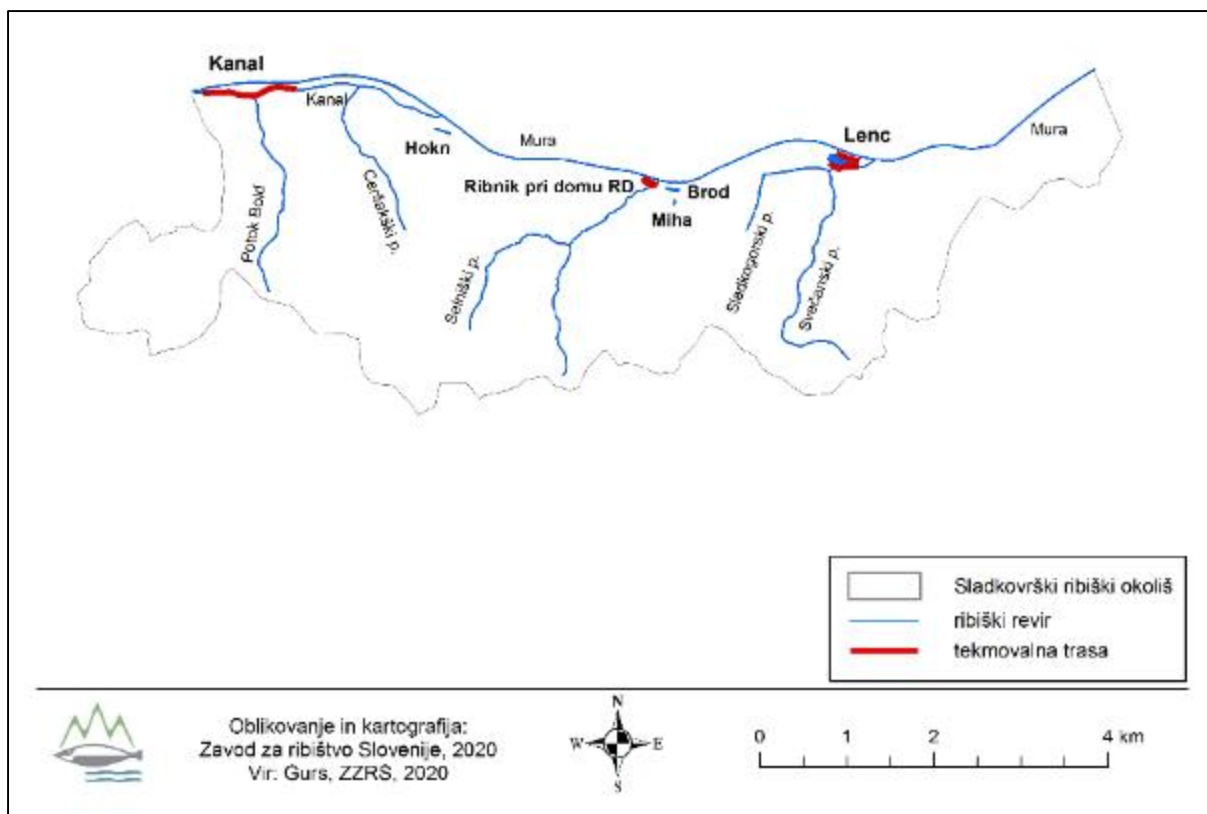 Kanal
Kanal
Mura
Hokn
Lenc
Mura
Ribnik pri domu RD
Brod
Miha
Potok Bold
Ceršakški p.
Selniški p.
Sladkogorski p.
Svečanski p.
Sladkovrški ribiški okoliš
ribiški revir
tekmovalna trasa
Oblikovanje in kartografija:
Zavod za ribištvo Slovenije, 2020
Vir: Gurs, ZZRS, 2020
N
W E
S
0 1 2 4 km